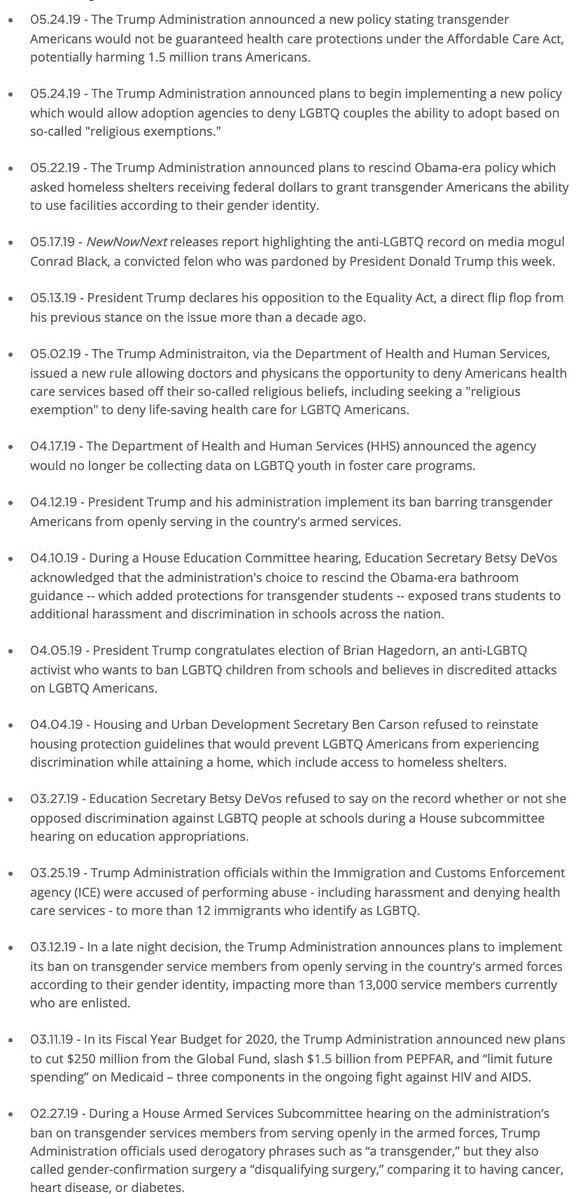 • 05.24.19 - The Trump Administration announced a new policy stating transgender
Americans would not be guaranteed health care protections under the Affordable Care Act,
potentially harming 1.5 million trans Americans.
• 05.24.19 - The Trump Administration announced plans to begin implementing a new policy
which would allow adoption agencies to deny LGBTQ couples the ability to adopt based on
so-called "religious exemptions."
• 05.22.19 - The Trump Administration announced plans to rescind Obama-era policy which
asked homeless shelters receiving federal dollars to grant transgender Americans the ability
to use facilities according to their gender identity.
• 05.17.19 - NewNowNext releases report highlighting the anti-LGBTQ record on media mogul
Conrad Black, a convicted felon who was pardoned by President Donald Trump this week.
• 05.13.19 - President Trump declares his opposition to the Equality Act, a direct flip flop from
his previous stance on the issue more than a decade ago.
• 05.02.19 - The Trump Administraiton, via the Department of Health and Human Services,
issued a new rule allowing doctors and physicans the opportunity to deny Americans health
care services based off their so-called religious beliefs, including seeking a "religious
exemption" to deny life-saving health care for LGBTQ Americans.
• 04.17.19 - The Department of Health and Human Services (HHS) announced the agency
would no longer be collecting data on LGBTQ youth in foster care programs.
• 04.12.19 - President Trump and his administration implement its ban barring transgender
Americans from openly serving in the country's armed services.
• 04.10.19 - During a House Education Committee hearing, Education Secretary Betsy DeVos
acknowledged that the administration's choice to rescind the Obama-era bathroom
guidance -- which added protections for transgender students -- exposed trans students to
additional harassment and discrimination in schools across the nation.
• 04.05.19 - President Trump congratulates election of Brian Hagedorn, an anti-LGBTQ
activist who wants to ban LGBTQ children from schools and believes in discredited attacks
on LGBTQ Americans.
• 04.04.19 - Housing and Urban Development Secretary Ben Carson refused to reinstate
housing protection guidelines that would prevent LGBTQ Americans from experiencing
discrimination while attaining a home, which include access to homeless shelters.
• 03.27.19 - Education Secretary Betsy DeVos refused to say on the record whether or not she
opposed discrimination against LGBTQ people at schools during a House subcommittee
hearing on education appropriations.
• 03.25.19 - Trump Administration officials within the Immigration and Customs Enforcement
agency (ICE) were accused of performing abuse - including harassment and denying health
care services - to more than 12 immigrants who identify as LGBTQ.
• 03.12.19 - In a late night decision, the Trump Administration announces plans to implement
its ban on transgender service members from openly serving in the country's armed forces
according to their gender identity, impacting more than 13,000 service members currently
who are enlisted.
• 03.11.19 - In its Fiscal Year Budget for 2020, the Trump Administration announced new plans
to cut $250 million from the Global Fund, slash $1.5 billion from PEPFAR, and “limit future
spending” on Medicaid – three components in the ongoing fight against HIV and AIDS.
• 02.27.19 - During a House Armed Services Subcommittee hearing on the administration’s
ban on transgender services members from serving openly in the armed forces, Trump
Administration officials used derogatory phrases such as “a transgender,” but they also
called gender-confirmation surgery a “disqualifying surgery,” comparing it to having cancer,
heart disease, or diabetes.